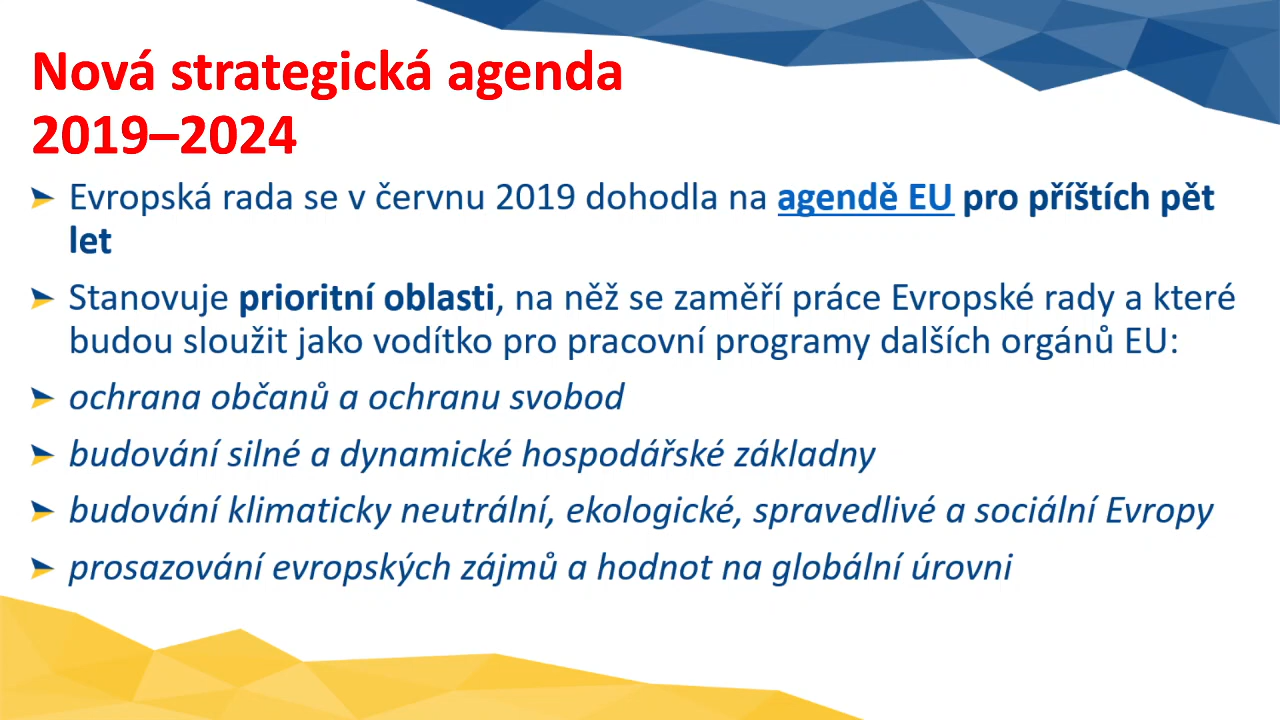 Nová strategická agenda
2019–2024
Evropská rada se v červnu 2019 dohodla na agendě EU pro příštích pět
let
Stanovuje prioritní oblasti, na něž se zaměří práce Evropské rady a které
budou sloužit jako vodítko pro pracovní programy dalších orgánů EU:
ochrana občanů a ochranu svobod
budování silné a dynamické hospodářské základny
budování klimaticky neutrální, ekologické, spravedlivé a sociální Evropy
prosazování evropských zájmů a hodnot na globální úrovni